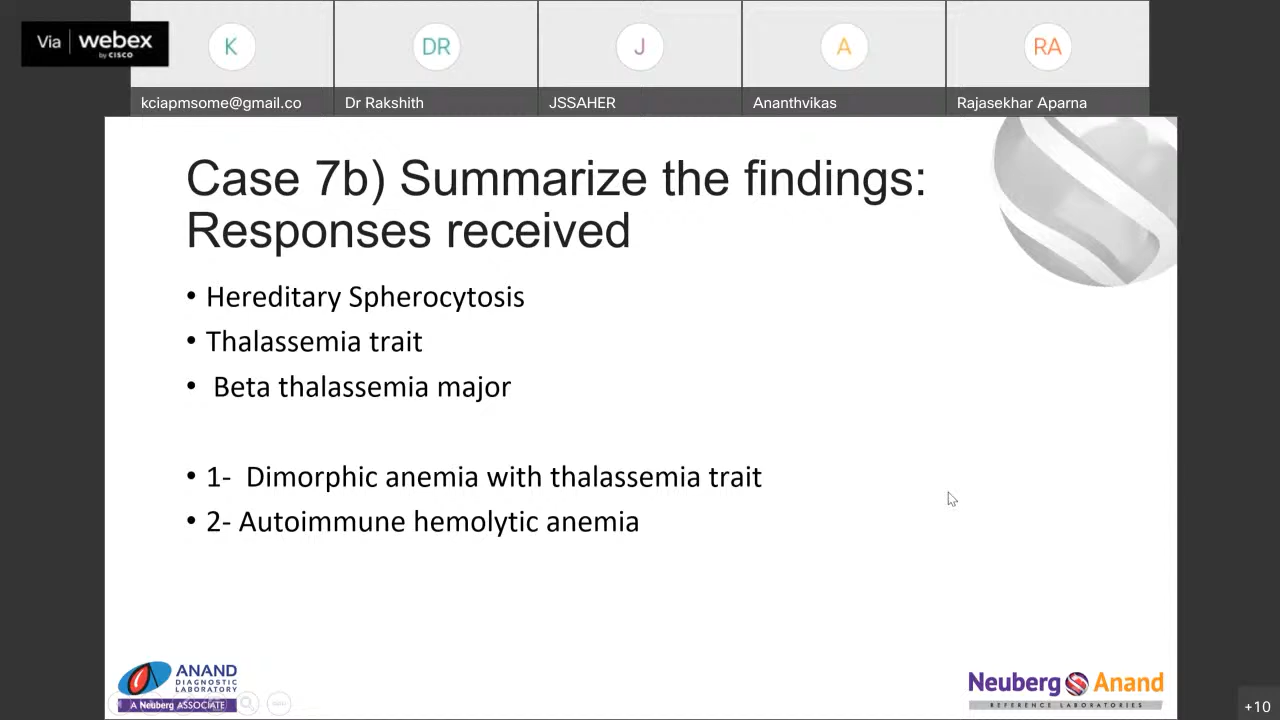 Via webex
by CISCO
K
DR
J
A
RA
kciapmsome@gmail.co
Dr Rakshith
JSSAHER
Ananthvikas
Rajasekhar Aparna
Case 7b) Summarize the findings:
Responses received
• Hereditary Spherocytosis
• Thalassemia trait
• Beta thalassemia major
• 1- Dimorphic anemia with thalassemia trait
• 2- Autoimmune hemolytic anemia
ANAND
DIAGNOSTIC
LABORATORY
A Neuberg ASSOCIATE
Neuberg Anand
REFERENCE LABORATORIES
+10